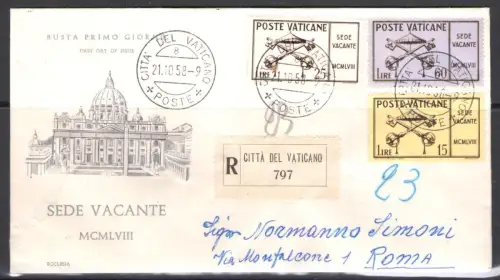 BUSTA PRIMO GIORNO
FIRST DAY OF ISSUE
CITTÀ DEL VATICANO
8
21.10.58-9
POSTE
POSTE VATICANE
SEDE
VACANTE
MCMLVIII
LIRE 25
POSTE VATICANE
SEDE
VACANTE
MCMLVIII
LIRE 60
POSTE VATICANE
SEDE
VACANTE
MCMLVIII
LIRE 15
R
CITTÀ DEL VATICANO
797
23
SEDE VACANTE
MCMLVIII
Sig. Normanno Simoni
Via Monfalcone 1
ROMA